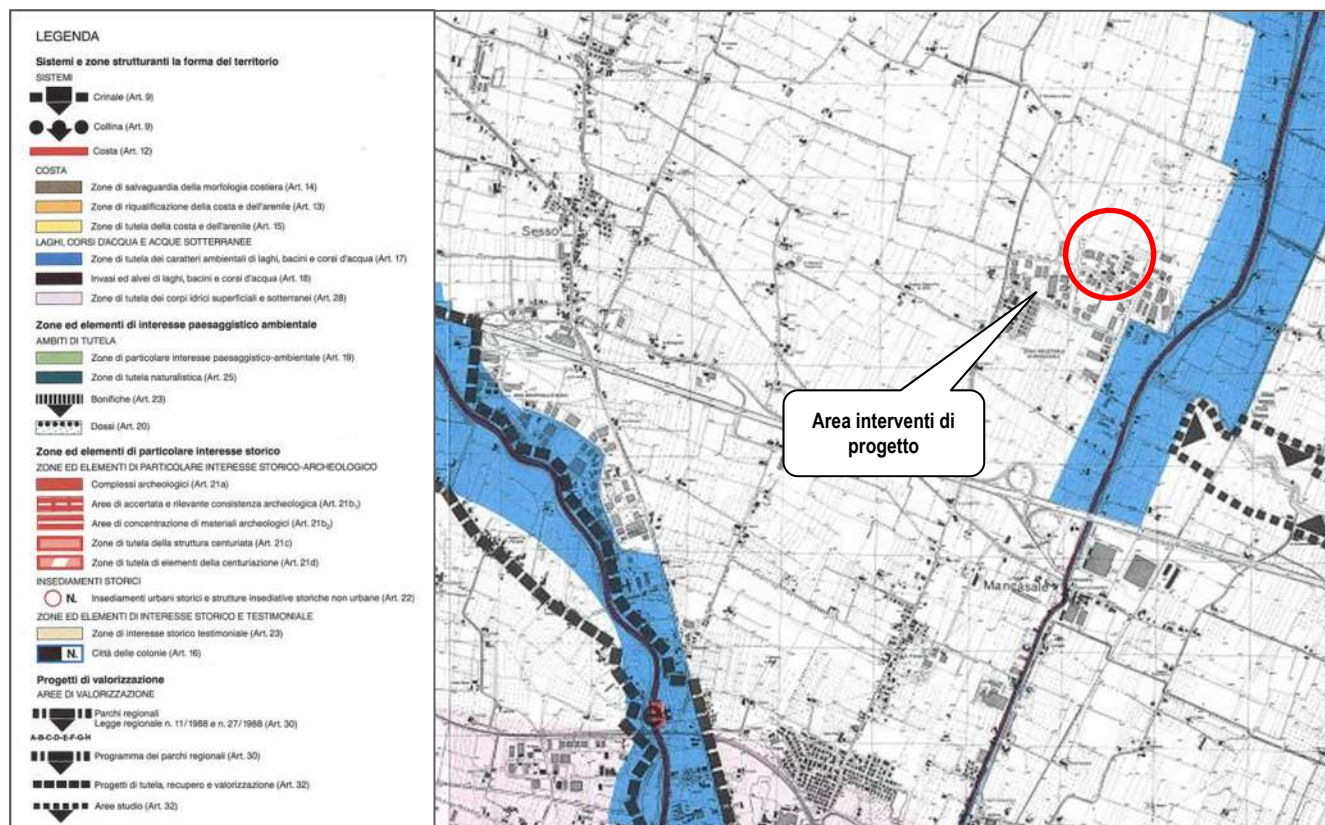 LEGENDA
Sistemi e zone strutturanti la forma del territorio
SISTEMI
Crinale (Art. 9)
Collina (Art. 9)
Costa (Art. 12)
COSTA
Zone di salvaguardia della morfologia costiera (Art. 14)
Zone di riqualificazione della costa e dell'arenile (Art. 13)
Zone di tutela della costa e dell'arenile (Art. 15)
LAGHI, CORSI D'ACQUA E ACQUE SOTTERRANEE
Zone di tutela dei caratteri ambientali di laghi, bacini e corsi d'acqua (Art. 17)
Invasi ed alvei di laghi, bacini e corsi d'acqua (Art. 18)
Zone di tutela dei corpi idrici superficiali e sotterranei (Art. 28)
Zone ed elementi di interesse paesaggistico ambientale
AMBITI DI TUTELA
Zone di particolare interesse paesaggistico-ambientale (Art. 19)
Zone di tutela naturalistica (Art. 25)
Bonifiche (Art. 23)
Dossi (Art. 20)
Zone ed elementi di particolare interesse storico
ZONE ED ELEMENTI DI PARTICOLARE INTERESSE STORICO-ARCHEOLOGICO
Complessi archeologici (Art. 21a)
Aree di accertata e rilevante consistenza archeologica (Art. 21b1)
Aree di concentrazione di materiali archeologici (Art. 21b2)
Zone di tutela della struttura centuriata (Art. 21c)
Zone di tutela di elementi della centuriazione (Art. 21d)
INSEDIAMENTI STORICI
N. Insediamenti urbani storici e strutture insediative storiche non urbane (Art. 22)
ZONE ED ELEMENTI DI INTERESSE STORICO E TESTIMONIALE
Zone di interesse storico testimoniale (Art. 23)
N. Città delle colonie (Art. 16)
Progetti di valorizzazione
AREE DI VALORIZZAZIONE
Parchi regionali
Legge regionale n. 11/1988 e n. 27/1988 (Art. 30)
A-B-C-D-E-F-G-H
Programma dei parchi regionali (Art. 30)
Progetti di tutela, recupero e valorizzazione (Art. 32)
Aree studio (Art. 32)
Sesso
Area interventi di
progetto
Mancasale